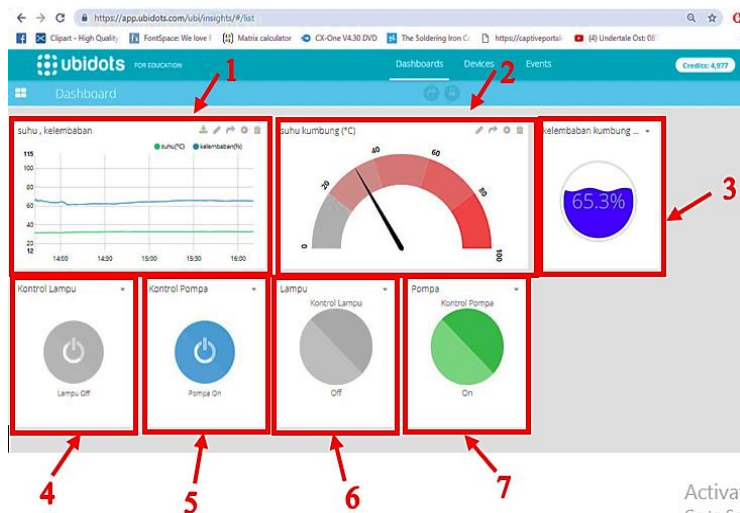 https://app.ubidots.com/ubi/insights/#/list
Clipart - High Quality
FontSpace: We love F
Matrix calculator
CX-One V4.30 DVD
The Soldering Iron Co
https://captiveportal-
(4) Undertale Ost: 08
ubidots FOR EDUCATION
Dashboards Devices Events
Credits: 4,977
Dashboard
1
2
suhu , kelembaban
suhu(°C) kelembaban(%)
115
100
80
60
40
20
12
14:00 14:30 15:00 15:30 16:00
suhu kumbung (°C)
0 20 40 60 80 100
kelembaban kumbung ...
65.3%
3
Kontrol Lampu
Lampu Off
Kontrol Pompa
Pompa On
Lampu
Kontrol Lampu
Off
Pompa
Kontrol Pompa
On
4
5
6
7
Activa